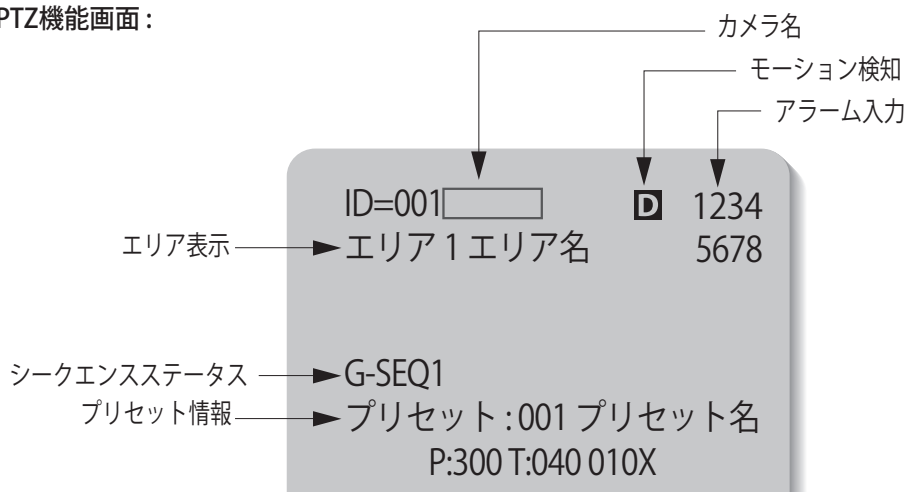 PTZ機能画面 :
カメラ名
モーション検知
アラーム入力
ID=001 D 1234
エリア表示 エリア 1 エリア名 5678
シークエンスステータス G-SEQ1
プリセット情報 プリセット : 001 プリセット名
P:300 T:040 010X